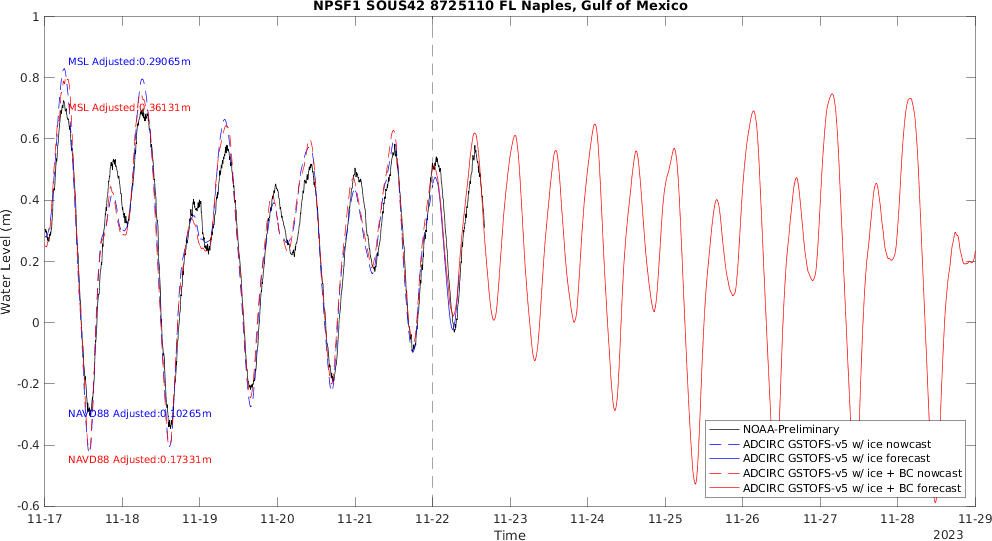 NPSF1 SOUS42 8725110 FL Naples, Gulf of Mexico
1
0.8
0.6
0.4
0.2
0
-0.2
-0.4
-0.6
Water Level (m)
MSL Adjusted:0.29065m
MSL Adjusted:0.36131m
NAVD88 Adjusted:0.10265m
NAVD88 Adjusted:0.17331m
NOAA-Preliminary
ADCIRC GSTOFS-v5 w/ ice nowcast
ADCIRC GSTOFS-v5 w/ ice forecast
ADCIRC GSTOFS-v5 w/ ice + BC nowcast
ADCIRC GSTOFS-v5 w/ ice + BC forecast
11-17 11-18 11-19 11-20 11-21 11-22 11-23 11-24 11-25 11-26 11-27 11-28 11-29
Time
2023